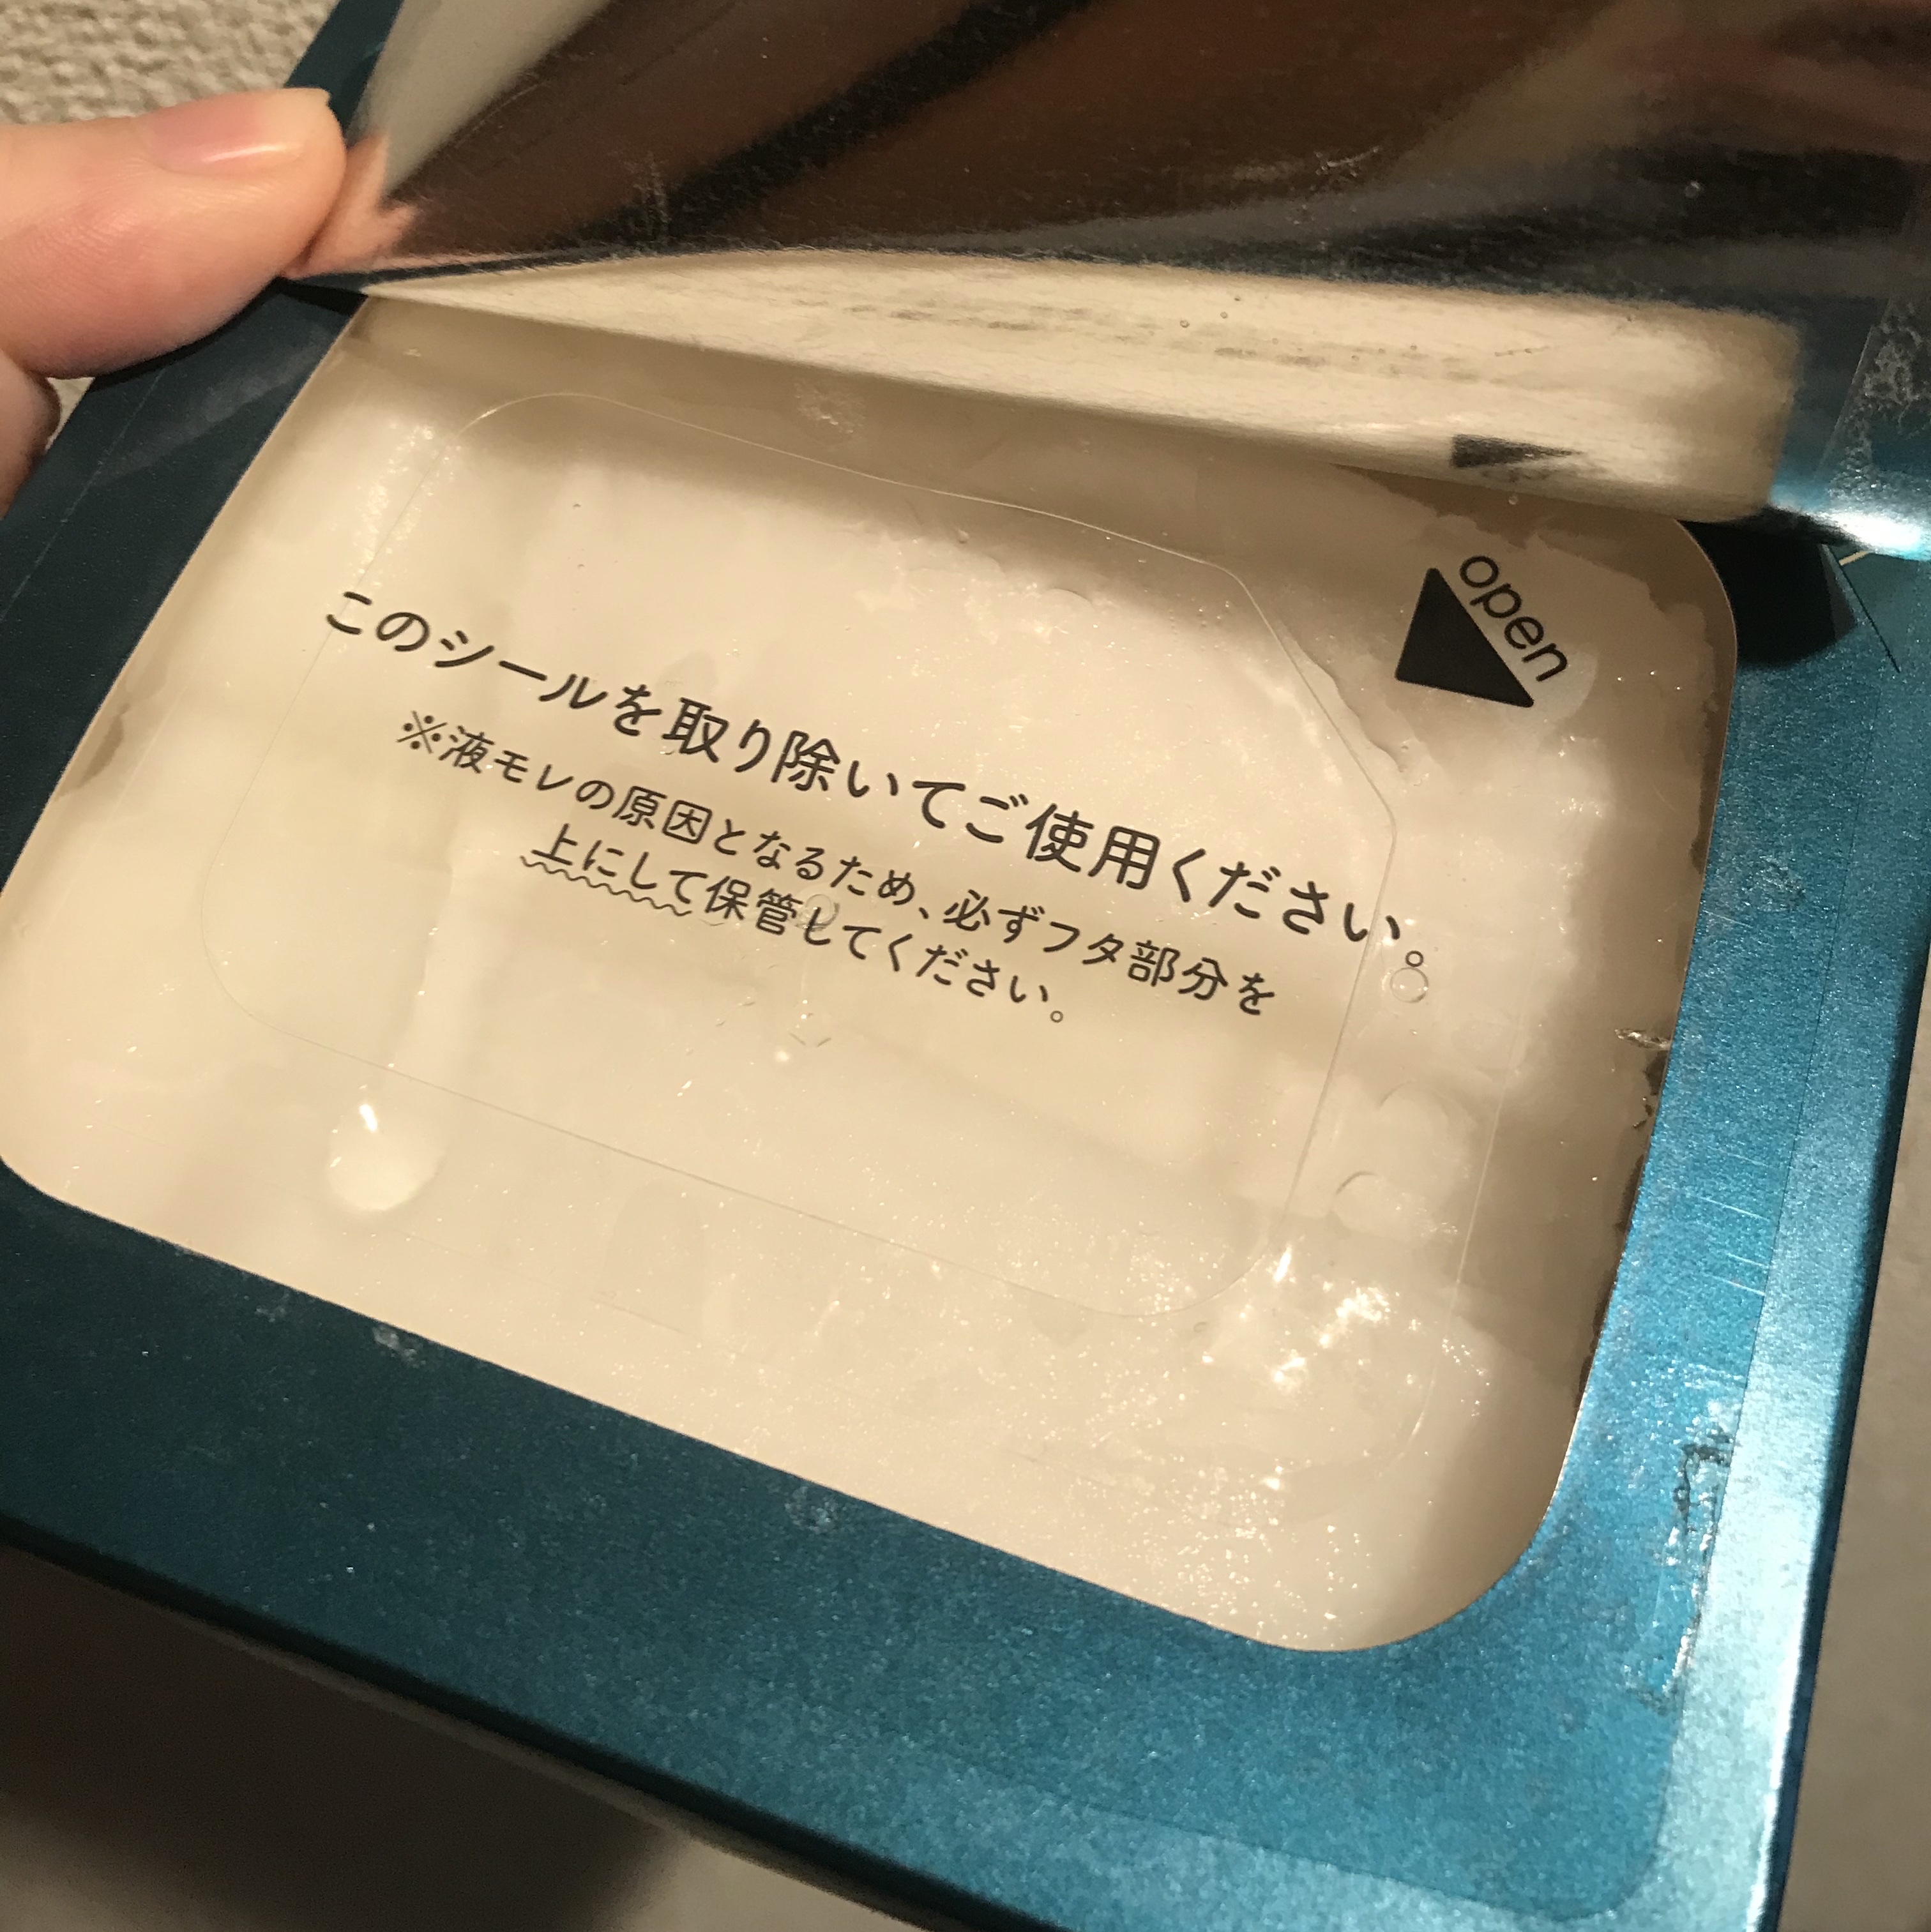 open
このシールを取り除いてご使用ください。
※液モレの原因となるため、必ずフタ部分を
上にして保管してください。